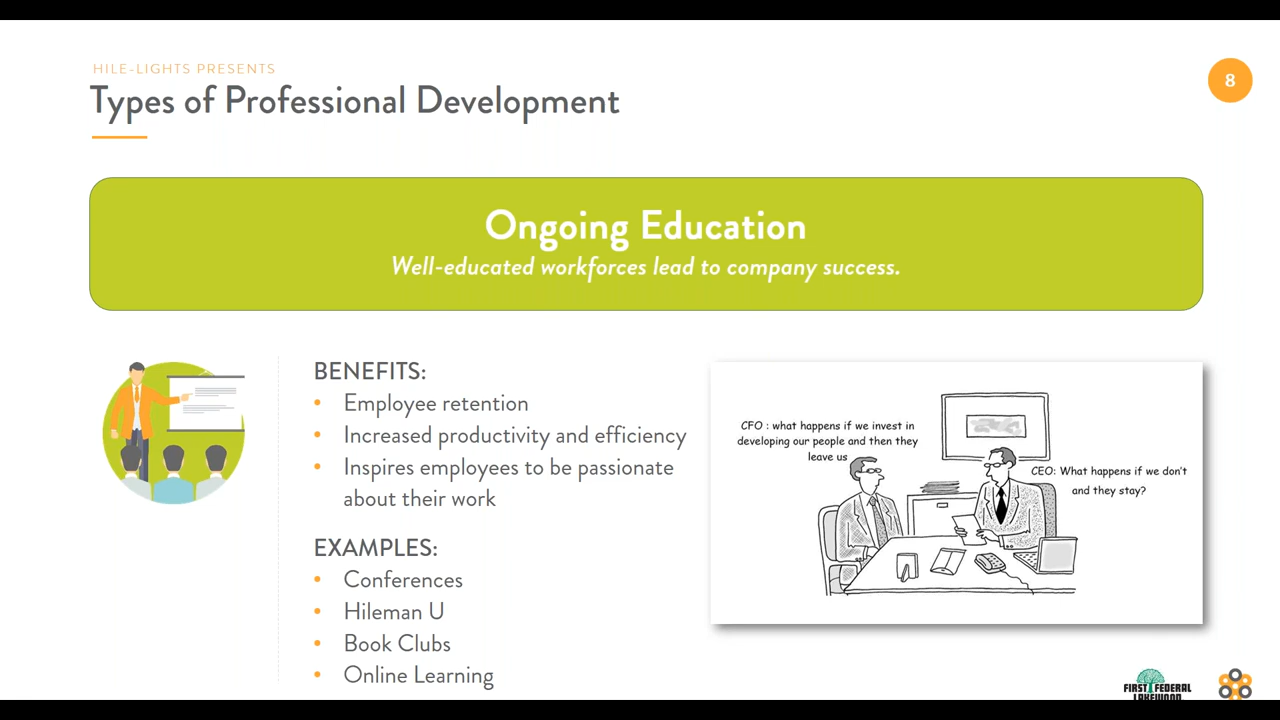 HILE-LIGHTS PRESENTS
Types of Professional Development
8
Ongoing Education
Well-educated workforces lead to company success.
BENEFITS:
• Employee retention
• Increased productivity and efficiency
• Inspires employees to be passionate
about their work
EXAMPLES:
• Conferences
• Hileman U
• Book Clubs
• Online Learning
CFO : what happens if we invest in
developing our people and then they
leave us
CEO: What happens if we don't
and they stay?
FIRST FEDERAL
LAKEWOOD